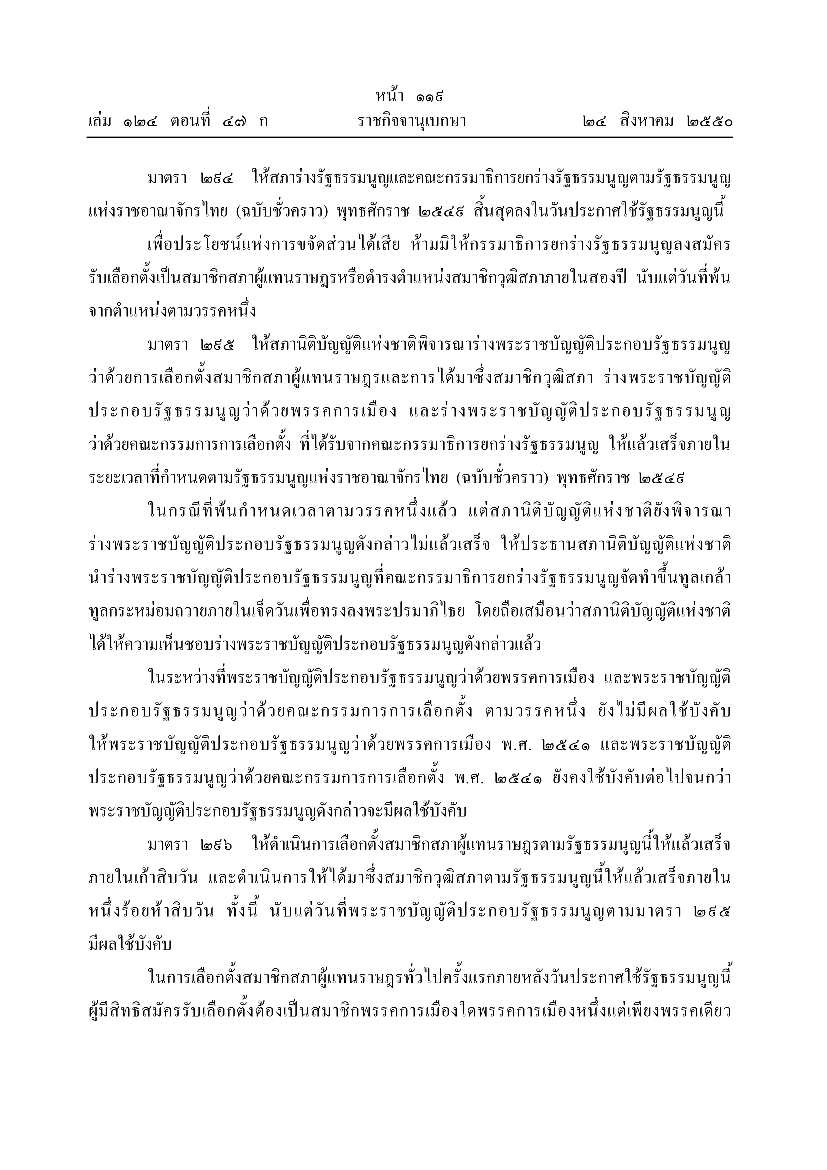 หน้า ๑๑๙
เล่ม ๑๒๔ ตอนที่ ๔๗ ก ราชกิจจานุเบกษา ๒๔ สิงหาคม ๒๕๕๐
มาตรา ๒๙๔ ให้สภาร่างรัฐธรรมนูญและคณะกรรมาธิการยกร่างรัฐธรรมนูญตามรัฐธรรมนูญ
แห่งราชอาณาจักรไทย (ฉบับชั่วคราว) พุทธศักราช ๒๕๔๙ สิ้นสุดลงในวันประกาศใช้รัฐธรรมนูญนี้
เพื่อประโยชน์แห่งการขจัดส่วนได้เสีย ห้ามมิให้กรรมาธิการยกร่างรัฐธรรมนูญลงสมัคร
รับเลือกตั้งเป็นสมาชิกสภาผู้แทนราษฎรหรือดำรงตำแหน่งสมาชิกวุฒิสภาภายในสองปี นับแต่วันที่พ้น
จากตำแหน่งตามวรรคหนึ่ง
มาตรา ๒๙๕ ให้สภานิติบัญญัติแห่งชาติพิจารณาร่างพระราชบัญญัติประกอบรัฐธรรมนูญ
ว่าด้วยการเลือกตั้งสมาชิกสภาผู้แทนราษฎรและการได้มาซึ่งสมาชิกวุฒิสภา ร่างพระราชบัญญัติ
ประกอบรัฐธรรมนูญว่าด้วยพรรคการเมือง และร่างพระราชบัญญัติประกอบรัฐธรรมนูญ
ว่าด้วยคณะกรรมการการเลือกตั้ง ที่ได้รับจากคณะกรรมาธิการยกร่างรัฐธรรมนูญ ให้แล้วเสร็จภายใน
ระยะเวลาที่กำหนดตามรัฐธรรมนูญแห่งราชอาณาจักรไทย (ฉบับชั่วคราว) พุทธศักราช ๒๕๔๙
ในกรณีที่พ้นกำหนดเวลาตามวรรคหนึ่งแล้ว แต่สภานิติบัญญัติแห่งชาติยังพิจารณา
ร่างพระราชบัญญัติประกอบรัฐธรรมนูญดังกล่าวไม่แล้วเสร็จ ให้ประธานสภานิติบัญญัติแห่งชาติ
นำร่างพระราชบัญญัติประกอบรัฐธรรมนูญที่คณะกรรมาธิการยกร่างรัฐธรรมนูญจัดทำขึ้นทูลเกล้า
ทูลกระหม่อมถวายภายในเจ็ดวันเพื่อทรงลงพระปรมาภิไธย โดยถือเสมือนว่าสภานิติบัญญัติแห่งชาติ
ได้ให้ความเห็นชอบร่างพระราชบัญญัติประกอบรัฐธรรมนูญดังกล่าวแล้ว
ในระหว่างที่พระราชบัญญัติประกอบรัฐธรรมนูญว่าด้วยพรรคการเมือง และพระราชบัญญัติ
ประกอบรัฐธรรมนูญว่าด้วยคณะกรรมการการเลือกตั้ง ตามวรรคหนึ่ง ยังไม่มีผลใช้บังคับ
ให้พระราชบัญญัติประกอบรัฐธรรมนูญว่าด้วยพรรคการเมือง พ.ศ. ๒๕๔๑ และพระราชบัญญัติ
ประกอบรัฐธรรมนูญว่าด้วยคณะกรรมการการเลือกตั้ง พ.ศ. ๒๕๔๑ ยังคงใช้บังคับต่อไปจนกว่า
พระราชบัญญัติประกอบรัฐธรรมนูญดังกล่าวจะมีผลใช้บังคับ
มาตรา ๒๙๖ ให้ดำเนินการเลือกตั้งสมาชิกสภาผู้แทนราษฎรตามรัฐธรรมนูญนี้ให้แล้วเสร็จ
ภายในเก้าสิบวัน และดำเนินการให้ได้มาซึ่งสมาชิกวุฒิสภาตามรัฐธรรมนูญนี้ให้แล้วเสร็จภายใน
หนึ่งร้อยห้าสิบวัน ทั้งนี้ นับแต่วันที่พระราชบัญญัติประกอบรัฐธรรมนูญตามมาตรา ๒๙๕
มีผลใช้บังคับ
ในการเลือกตั้งสมาชิกสภาผู้แทนราษฎรทั่วไปครั้งแรกภายหลังวันประกาศใช้รัฐธรรมนูญนี้
ผู้มีสิทธิสมัครรับเลือกตั้งต้องเป็นสมาชิกพรรคการเมืองใดพรรคการเมืองหนึ่งแต่เพียงพรรคเดียว